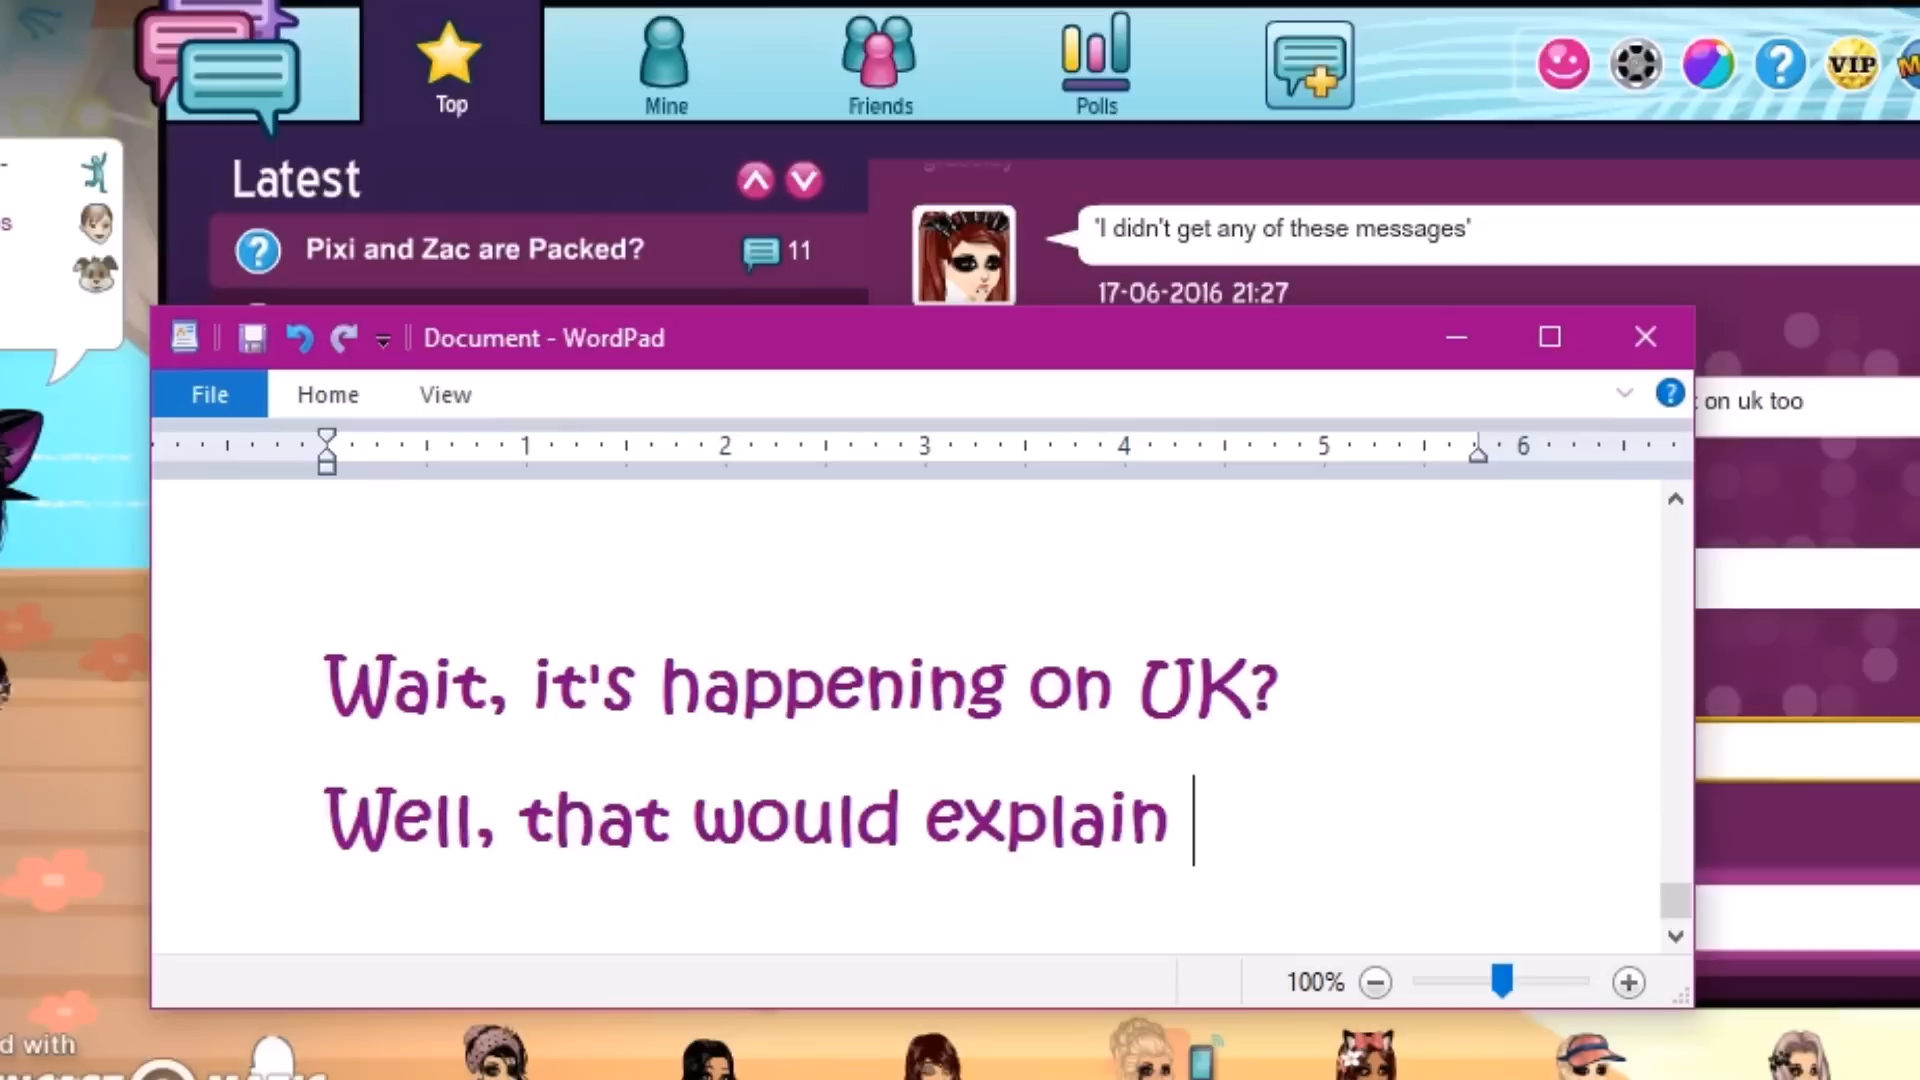 Top
Mine
Friends
Polls
VIP
Latest
Pixi and Zac are Packed?
11
'I didn't get any of these messages'
17-06-2016 21:27
Document - WordPad
File
Home
View
on uk too
1 2 3 4 5 6
Wait, it's happening on UK?
Well, that would explain
100%
d with